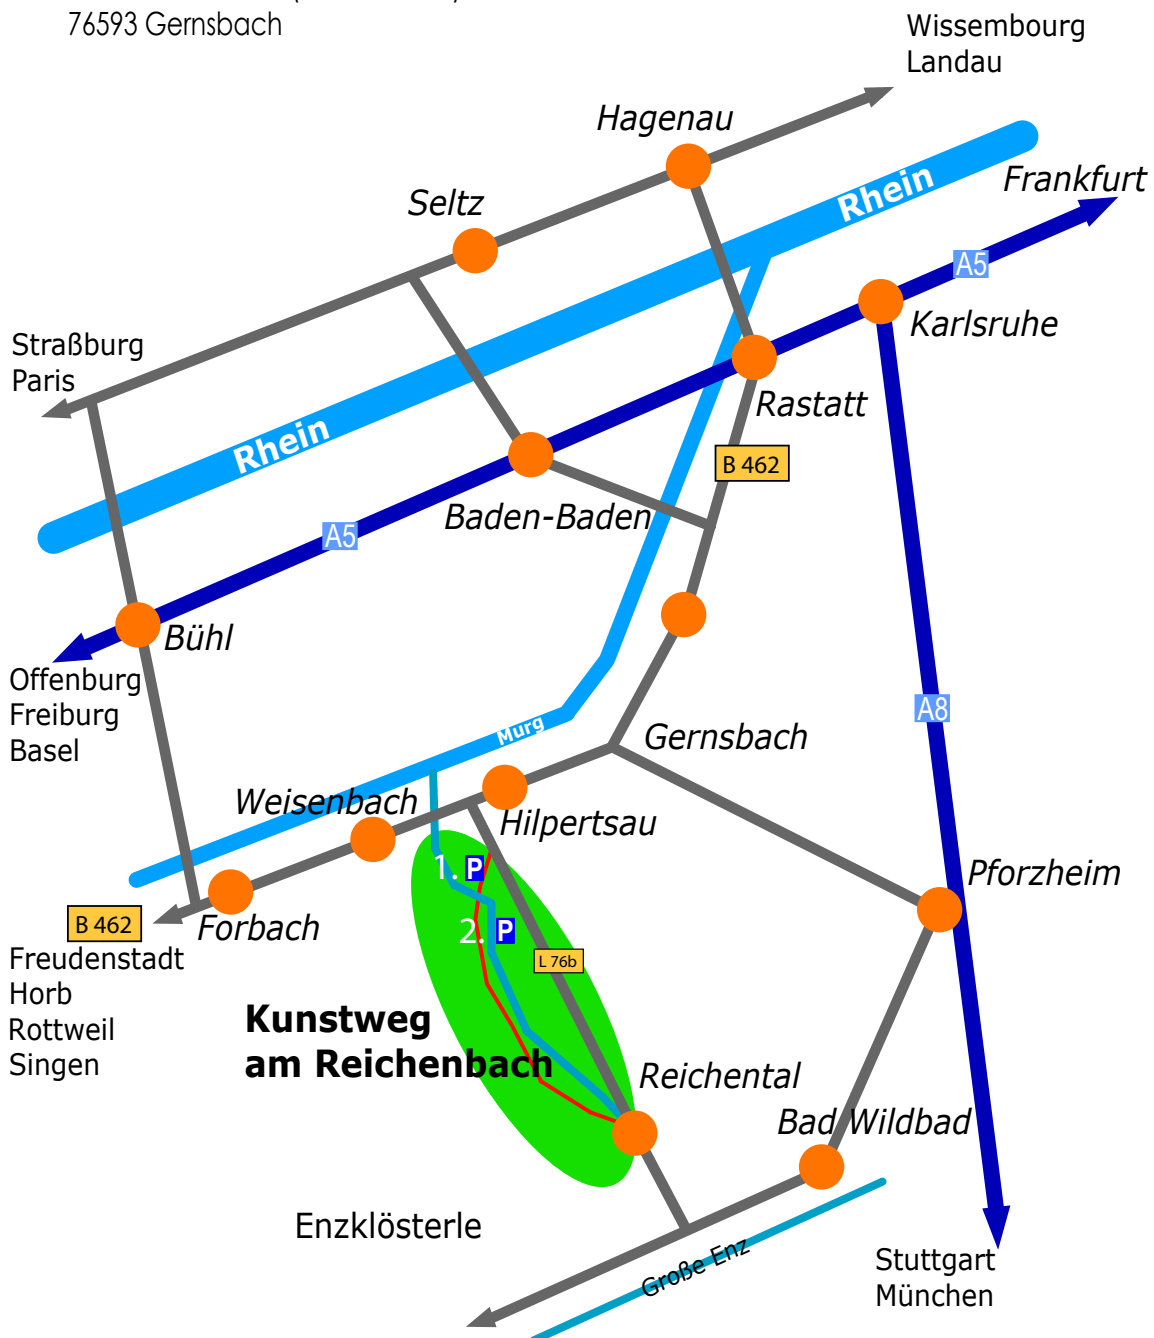 76593 Gernsbach
Wissembourg
Landau
Hagenau
Rhein
Frankfurt
Seltz
A5
Karlsruhe
Straßburg
Paris
Rastatt
Rhein
B 462
Baden-Baden
A5
Bühl
Offenburg
Freiburg
Basel
A8
Murg
Gernsbach
Weisenbach
Hilpertsau
1. P
Pforzheim
B 462
Forbach
2. P
L 76b
Freudenstadt
Horb
Rottweil
Singen
Kunstweg
am Reichenbach
Reichental
Bad Wildbad
Enzklösterle
Große Enz
Stuttgart
München